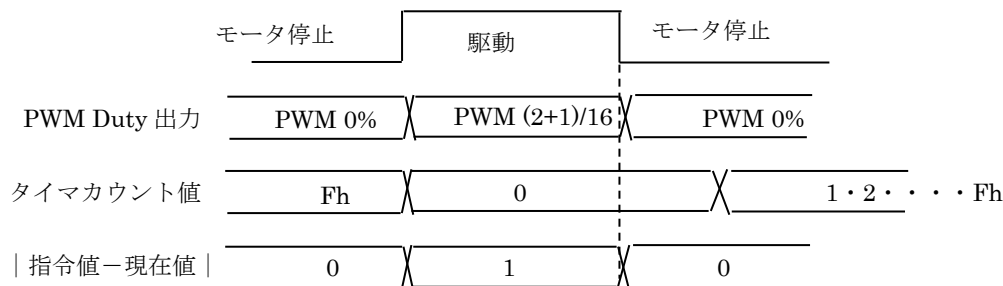 モータ停止 駆動 モータ停止
PWM Duty 出力 PWM 0% PWM (2+1)/16 PWM 0%
タイマカウント値 Fh 0 1・2・・・・Fh
|指令値－現在値| 0 1 0